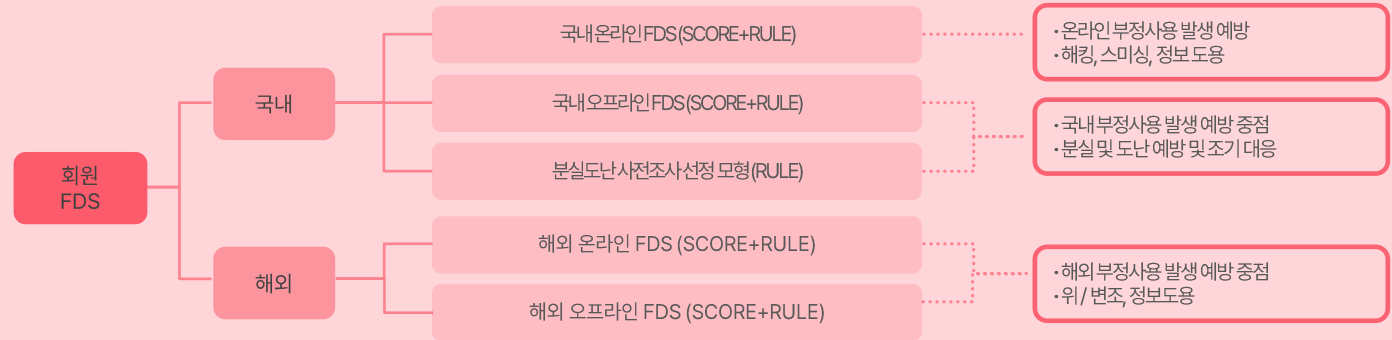 회원
FDS
국내
해외
국내 온라인 FDS (SCORE+RULE)
국내 오프라인 FDS (SCORE+RULE)
분실도난 사전조사 선정 모형 (RULE)
해외 온라인 FDS (SCORE+RULE)
해외 오프라인 FDS (SCORE+RULE)
• 온라인 부정사용 발생 예방
• 해킹, 스미싱, 정보 도용
• 국내 부정사용 발생 예방 중점
• 분실 및 도난 예방 및 조기 대응
• 해외 부정사용 발생 예방 중점
• 위 / 변조, 정보도용